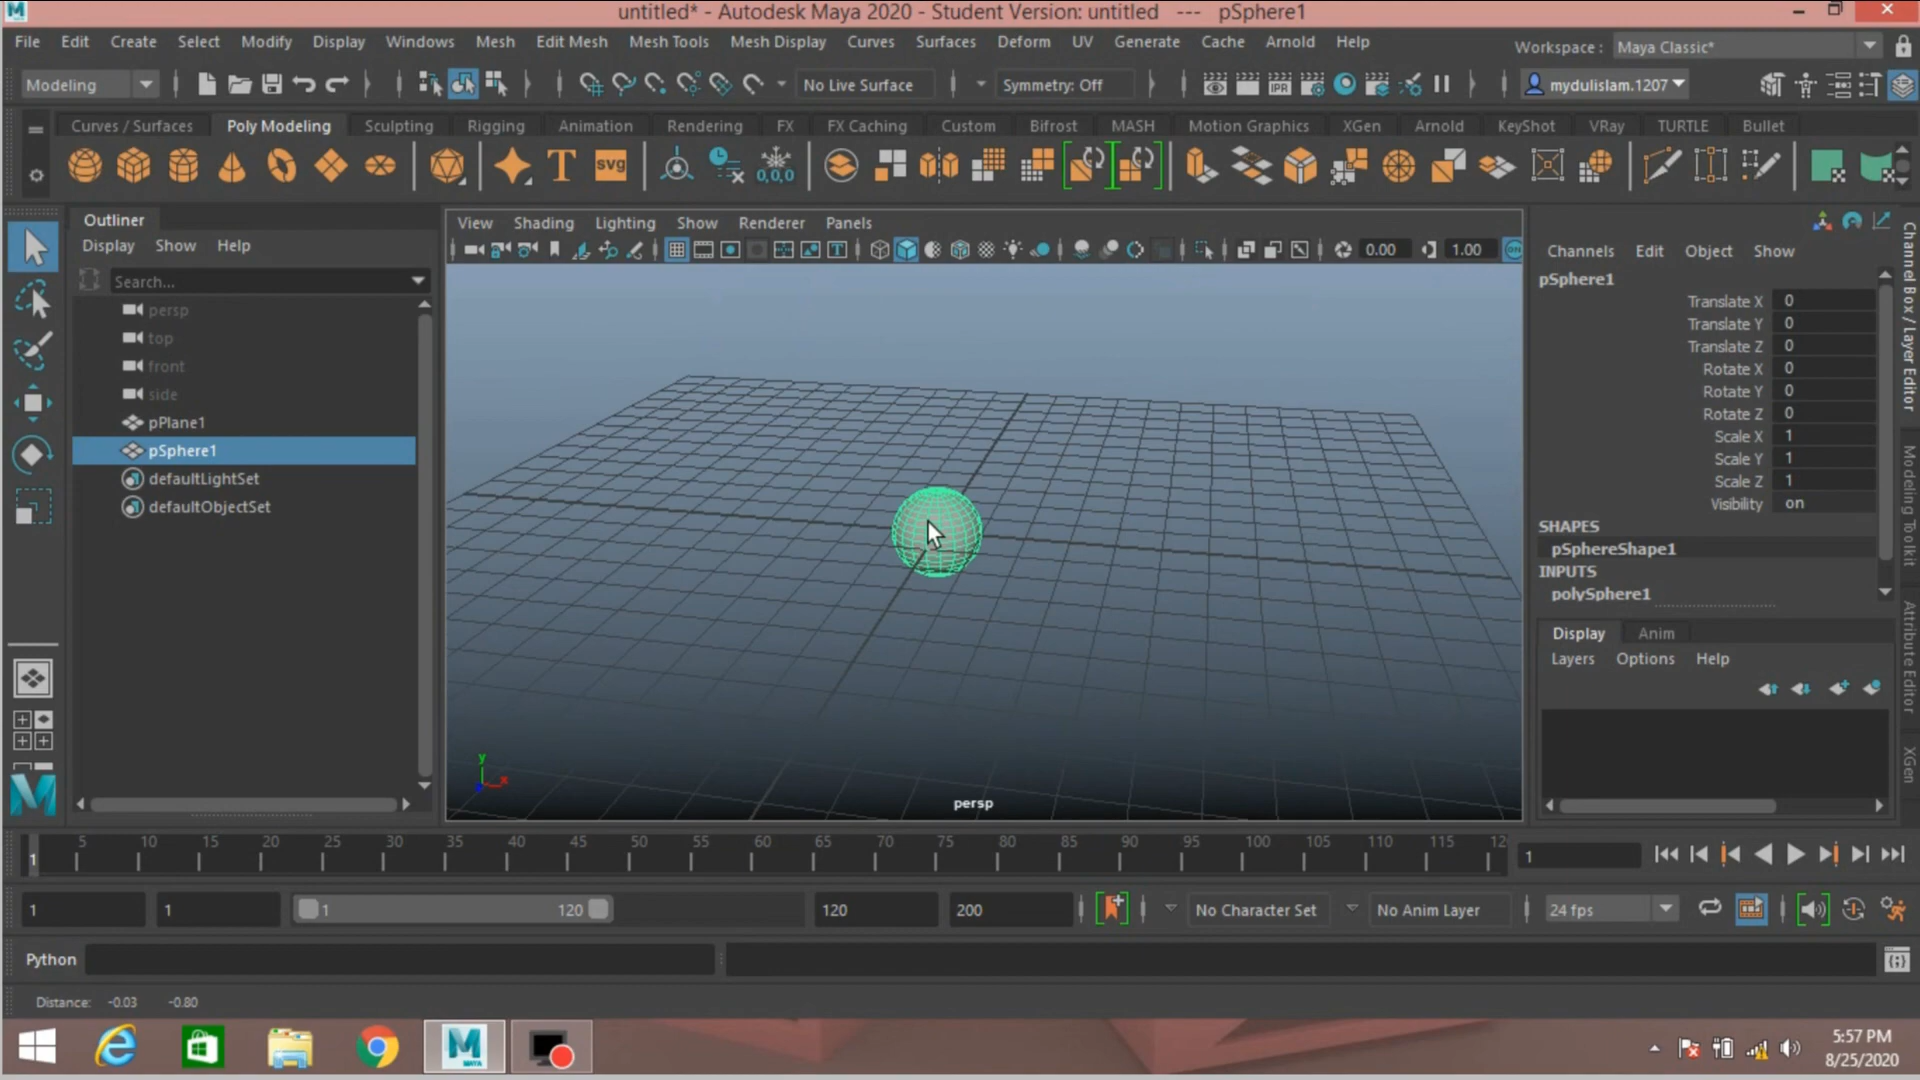 untitled* - Autodesk Maya 2020 - Student Version: untitled --- pSphere1
File Edit Create Select Modify Display Windows Mesh Edit Mesh Mesh Tools Mesh Display Curves Surfaces Deform UV Generate Cache Arnold Help
Workspace : Maya Classic*
Modeling No Live Surface Symmetry: Off IPR mydulislam.1207
Curves / Surfaces Poly Modeling Sculpting Rigging Animation Rendering FX FX Caching Custom Bifrost MASH Motion Graphics XGen Arnold KeyShot VRay TURTLE Bullet
T svg 0,0,0
Outliner
Display Show Help
Search...
persp
top
front
side
pPlane1
pSphere1
defaultLightSet
defaultObjectSet
View Shading Lighting Show Renderer Panels
0.00 1.00 ON
y
x
persp
Channels Edit Object Show
pSphere1
Translate X 0
Translate Y 0
Translate Z 0
Rotate X 0
Rotate Y 0
Rotate Z 0
Scale X 1
Scale Y 1
Scale Z 1
Visibility on
SHAPES
pSphereShape1
INPUTS
polySphere1
Display Anim
Layers Options Help
Channel Box / Layer Editor
Modeling Toolkit
Attribute Editor
XGen
1 5 10 15 20 25 30 35 40 45 50 55 60 65 70 75 80 85 90 95 100 105 110 115 12 1
1 1 1 120 120 200 No Character Set No Anim Layer 24 fps
Python
Distance: -0.03 -0.80
MAYA
5:57 PM
8/25/2020